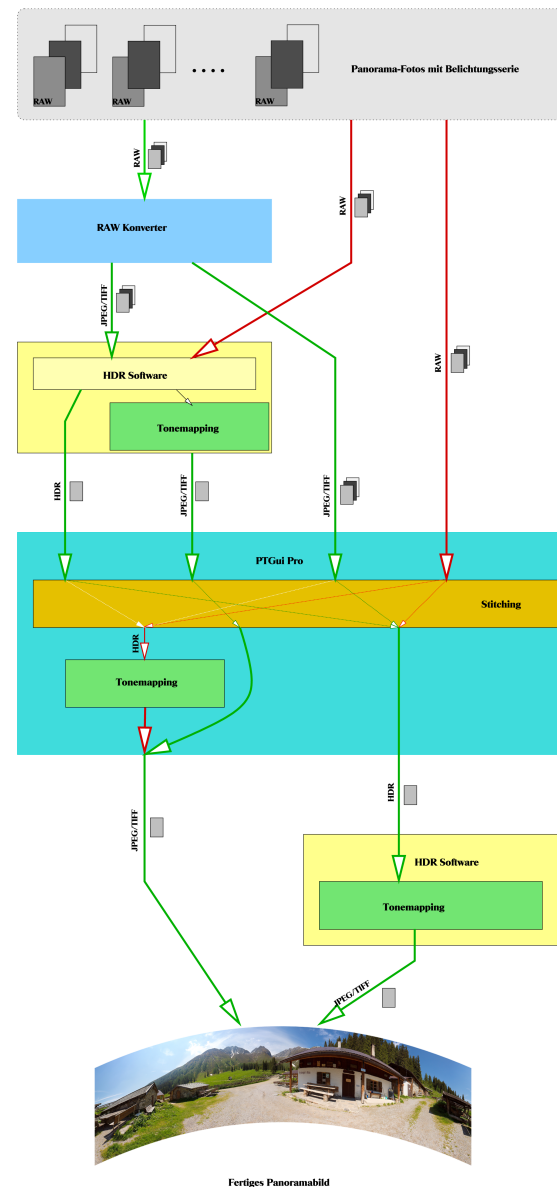 Panorama-Fotos mit Belichtungsserie
RAW
RAW
RAW
RAW
RAW
RAW Konverter
JPEG/TIFF
JPEG/TIFF
RAW
HDR Software
Tonemapping
HDR
JPEG/TIFF
PTGui Pro
Stitching
HDR
Tonemapping
HDR
JPEG/TIFF
HDR Software
Tonemapping
JPEG/TIFF
Fertiges Panoramabild